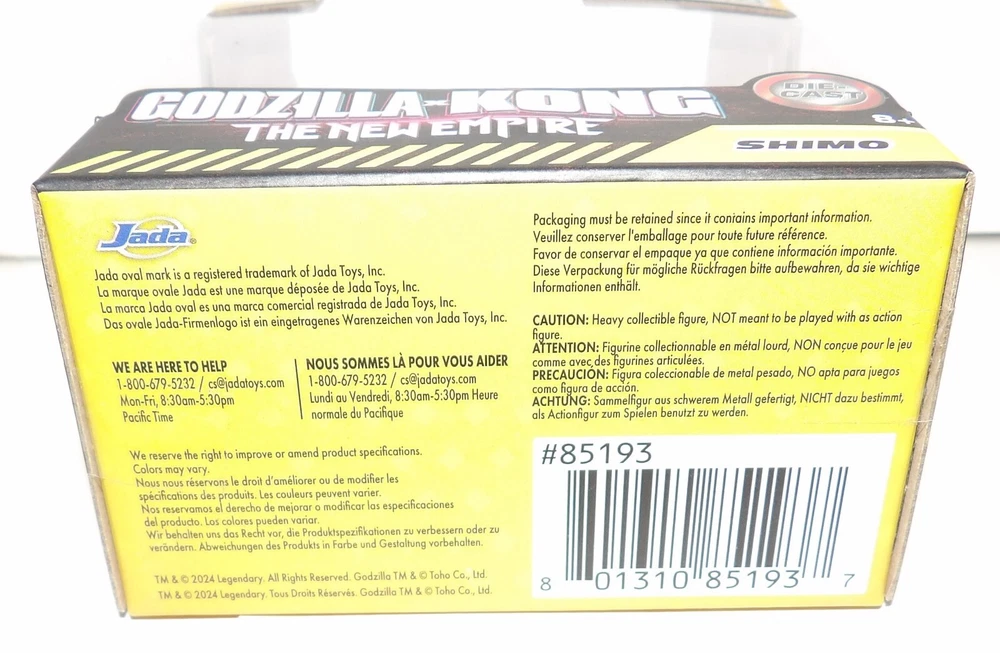 GODZILLA x KONG
THE NEW EMPIRE
DIE CAST
8+
SHIMO
Jada®
Jada oval mark is a registered trademark of Jada Toys, Inc.
La marque ovale Jada est une marque déposée de Jada Toys, Inc.
La marca Jada oval es una marca comercial registrada de Jada Toys, Inc.
Das ovale Jada-Firmenlogo ist ein eingetragenes Warenzeichen von Jada Toys, Inc.
WE ARE HERE TO HELP
1-800-679-5232 / cs@jadatoys.com
Mon-Fri, 8:30am-5:30pm
Pacific Time
NOUS SOMMES LÀ POUR VOUS AIDER
1-800-679-5232 / cs@jadatoys.com
Lundi au Vendredi, 8:30am-5:30pm Heure
normale du Pacifique
We reserve the right to improve or amend product specifications.
Colors may vary.
Nous nous réservons le droit d'améliorer ou de modifier les
spécifications des produits. Les couleurs peuvent varier.
Nos reservamos el derecho de mejorar o modificar las especificaciones
del producto. Los colores pueden variar.
Wir behalten uns das Recht vor, die Produktspezifikationen zu verbessern oder zu
verändern. Abweichungen des Produkts in Farbe und Gestaltung vorbehalten.
TM & © 2024 Legendary. All Rights Reserved. Godzilla TM & © Toho Co., Ltd.
TM & © 2024 Legendary. Tous Droits Réservés. Godzilla TM & © Toho Co., Ltd.
Packaging must be retained since it contains important information.
Veuillez conserver l'emballage pour toute future référence.
Favor de conservar el empaque ya que contiene información importante.
Diese Verpackung für mögliche Rückfragen bitte aufbewahren, da sie wichtige
Informationen enthält.
CAUTION: Heavy collectible figure, NOT meant to be played with as action
figure.
ATTENTION: Figurine collectionnable en métal lourd, NON conçue pour le jeu
comme avec des figurines articulées.
PRECAUCIÓN: Figura coleccionable de metal pesado, NO apta para juegos
como figura de acción.
ACHTUNG: Sammelfigur aus schwerem Metall gefertigt, NICHT dazu bestimmt,
als Actionfigur zum Spielen benutzt zu werden.
#85193
8 01310 85193 7